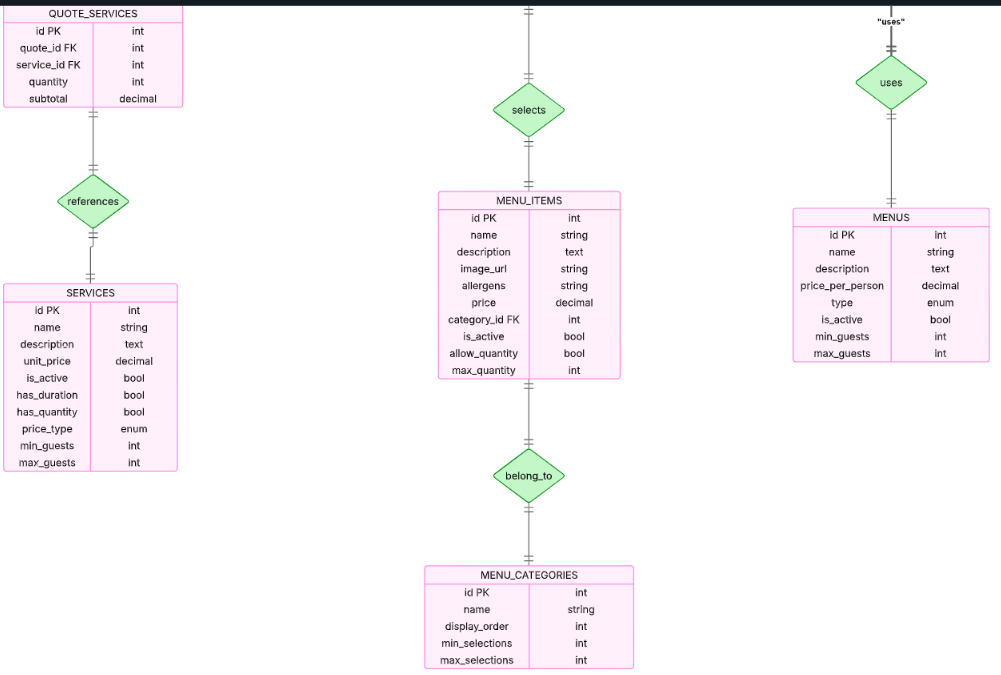 QUOTE_SERVICES
id PK int
quote_id FK int
service_id FK int
quantity int
subtotal decimal
references
SERVICES
id PK int
name string
description text
unit_price decimal
is_active bool
has_duration bool
has_quantity bool
price_type enum
min_guests int
max_guests int
selects
MENU_ITEMS
id PK int
name string
description text
image_url string
allergens string
price decimal
category_id FK int
is_active bool
allow_quantity bool
max_quantity int
belong_to
MENU_CATEGORIES
id PK int
name string
display_order int
min_selections int
max_selections int
"uses"
uses
MENUS
id PK int
name string
description text
price_per_person decimal
type enum
is_active bool
min_guests int
max_guests int